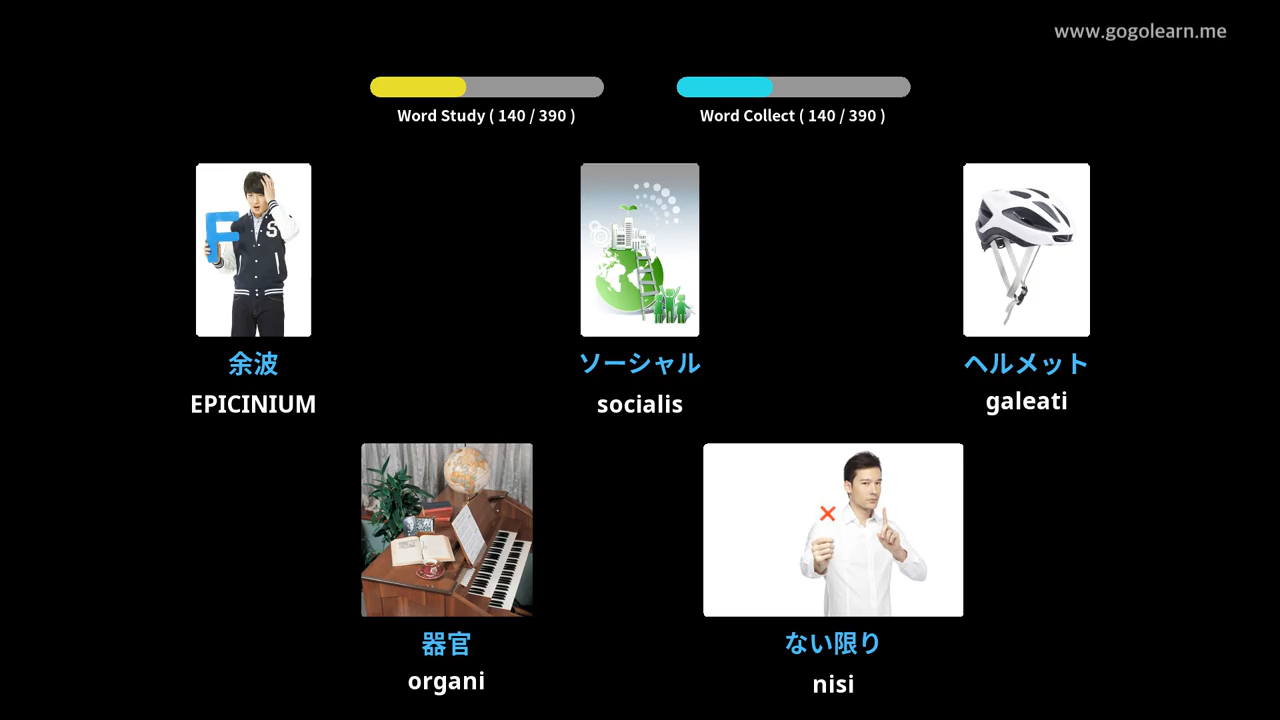 www.gogolearn.me
Word Study ( 140 / 390 )
Word Collect ( 140 / 390 )
F
S
余波
EPICINIUM
ソーシャル
socialis
ヘルメット
galeati
器官
organi
ない限り
nisi